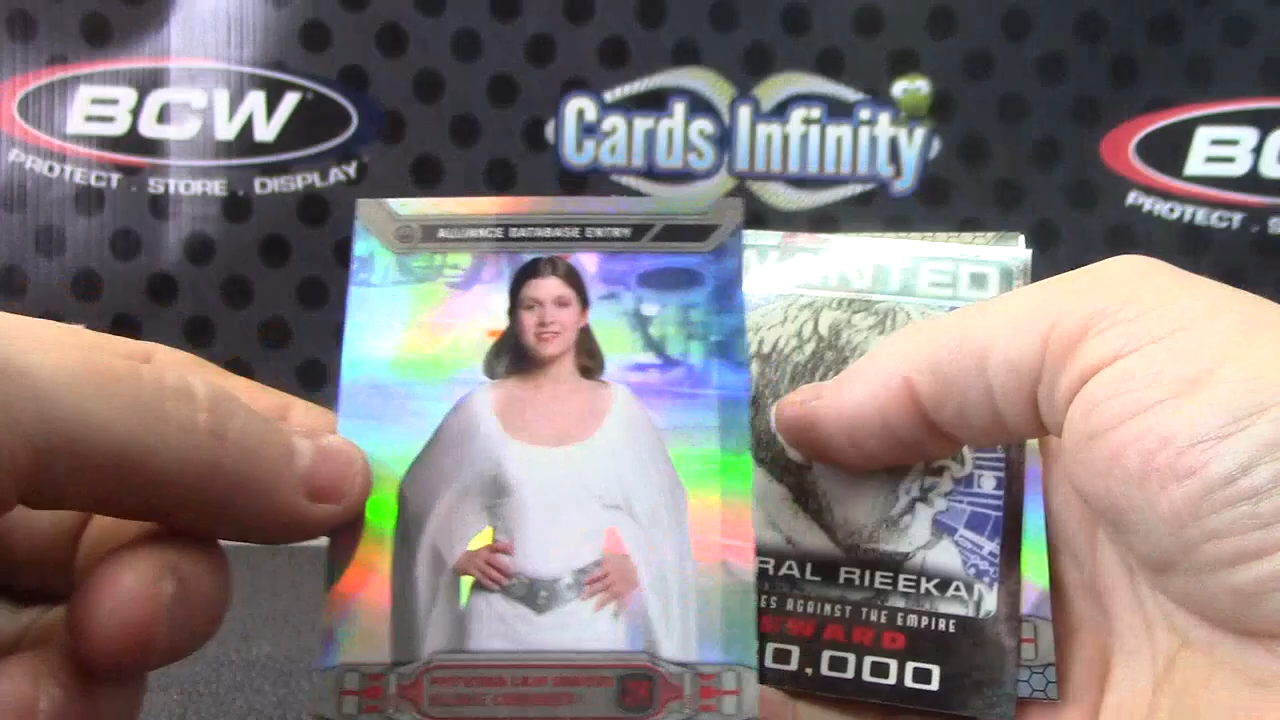 BCW
PROTECT . STORE . DISPLAY
Cards Infinity
BC
PROTECT . S
ALLIANCE DATABASE ENTRY
WANTED
RAL RIEEKAN
ES AGAINST THE EMPIRE
EWARD
0,000